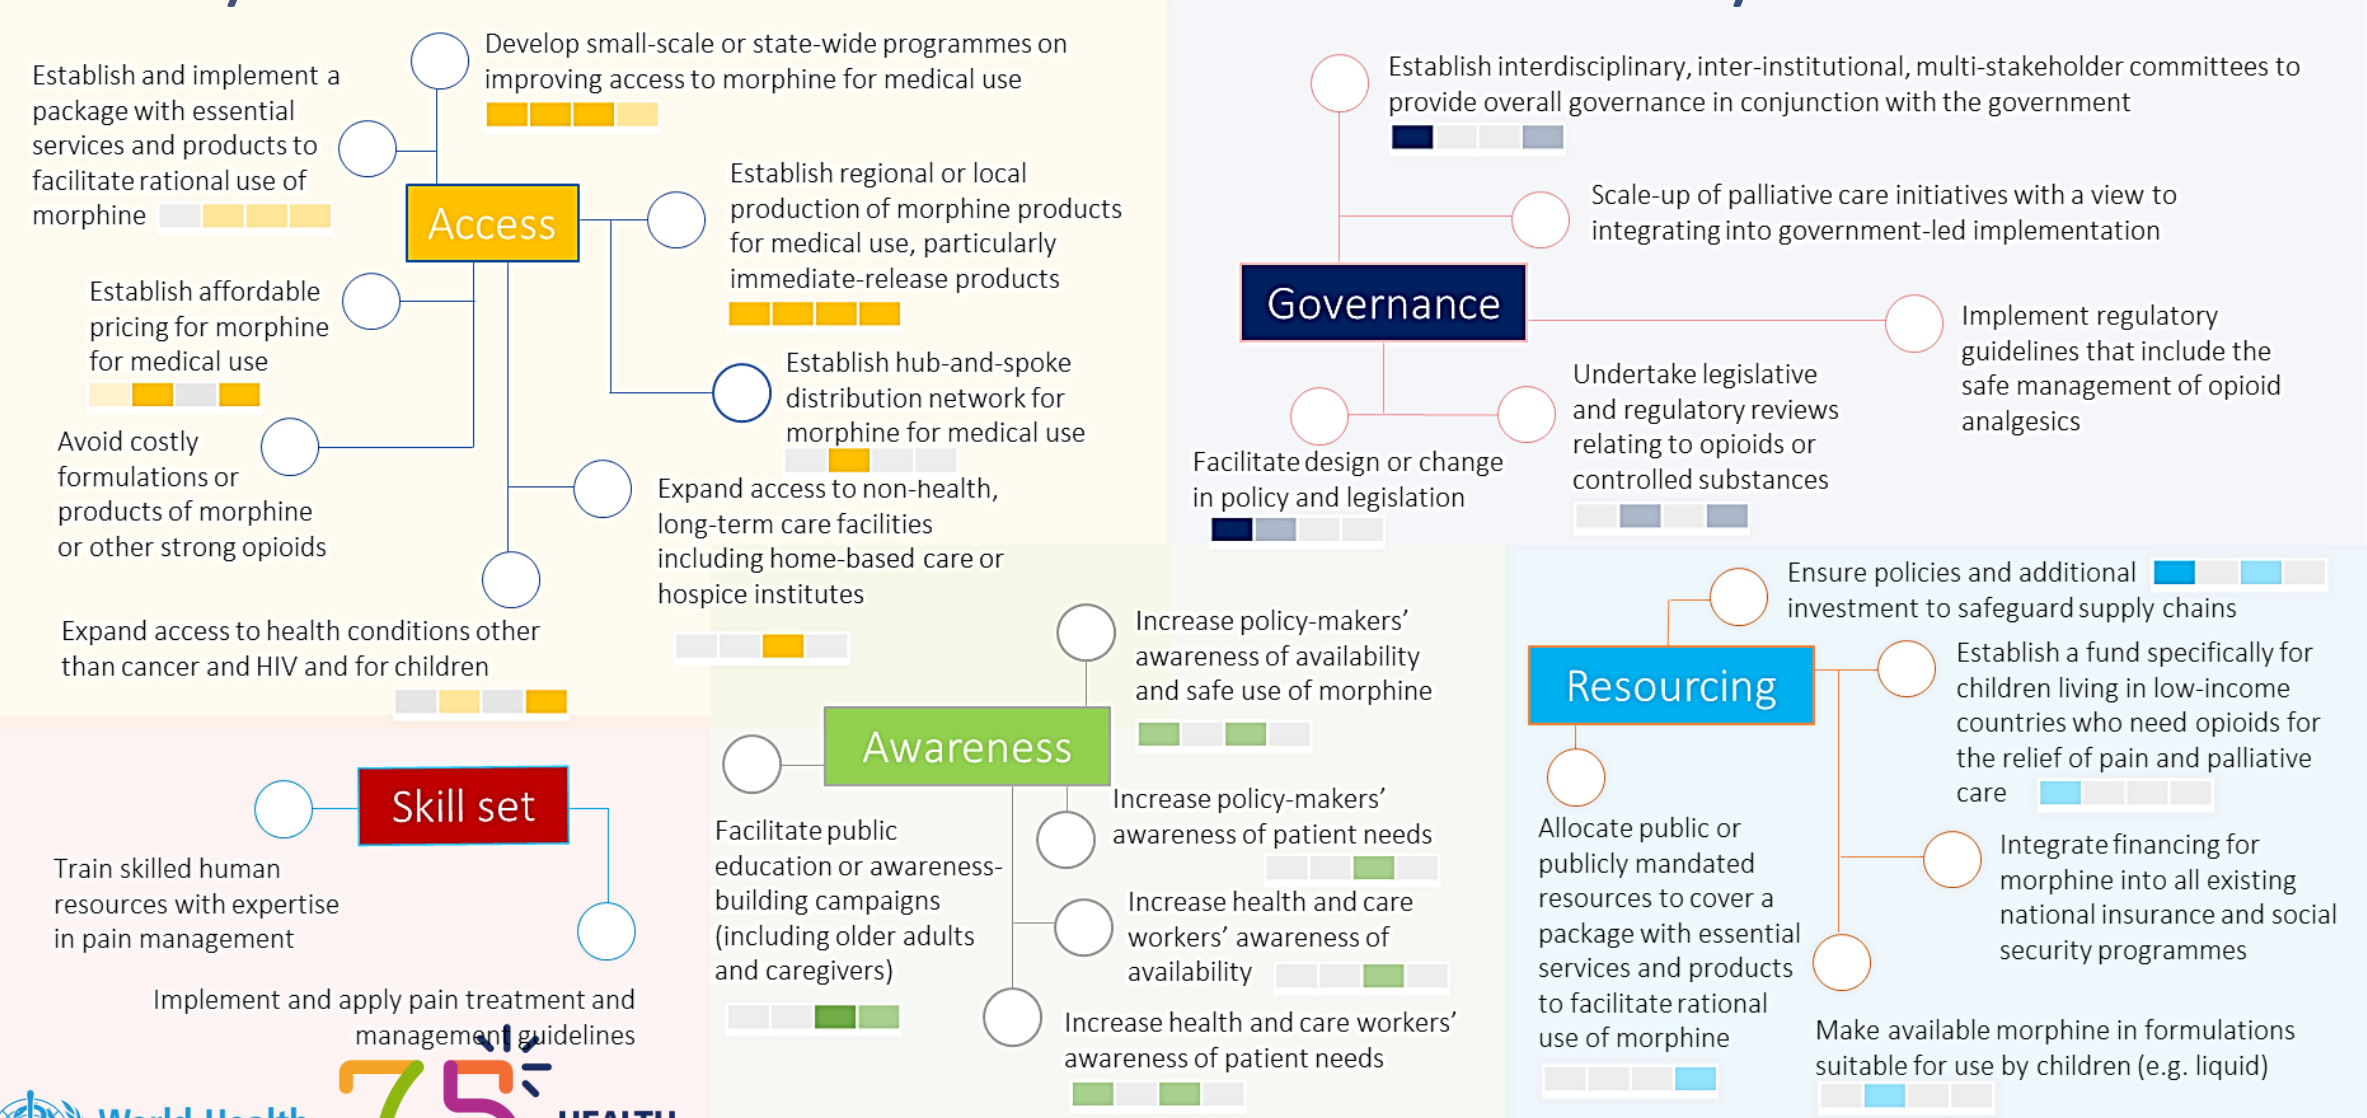 Develop small-scale or state-wide programmes on
improving access to morphine for medical use
Establish and implement a
package with essential
services and products to
facilitate rational use of
morphine
Access
Establish regional or local
production of morphine products
for medical use, particularly
immediate-release products
Establish affordable
pricing for morphine
for medical use
Establish hub-and-spoke
distribution network for
morphine for medical use
Avoid costly
formulations or
products of morphine
or other strong opioids
Expand access to non-health,
long-term care facilities
including home-based care or
hospice institutes
Expand access to health conditions other
than cancer and HIV and for children
Establish interdisciplinary, inter-institutional, multi-stakeholder committees to
provide overall governance in conjunction with the government
Scale-up of palliative care initiatives with a view to
integrating into government-led implementation
Governance
Implement regulatory
guidelines that include the
safe management of opioid
analgesics
Undertake legislative
and regulatory reviews
relating to opioids or
controlled substances
Facilitate design or change
in policy and legislation
Skill set
Train skilled human
resources with expertise
in pain management
Implement and apply pain treatment and
management guidelines
Increase policy-makers’
awareness of availability
and safe use of morphine
Awareness
Increase policy-makers’
awareness of patient needs
Facilitate public
education or awareness-
building campaigns
(including older adults
and caregivers)
Increase health and care
workers’ awareness of
availability
Increase health and care workers’
awareness of patient needs
Ensure policies and additional
investment to safeguard supply chains
Resourcing
Establish a fund specifically for
children living in low-income
countries who need opioids for
the relief of pain and palliative
care
Allocate public or
publicly mandated
resources to cover a
package with essential
services and products
to facilitate rational
use of morphine
Integrate financing for
morphine into all existing
national insurance and social
security programmes
Make available morphine in formulations
suitable for use by children (e.g. liquid)
World Health
75
HEALTH